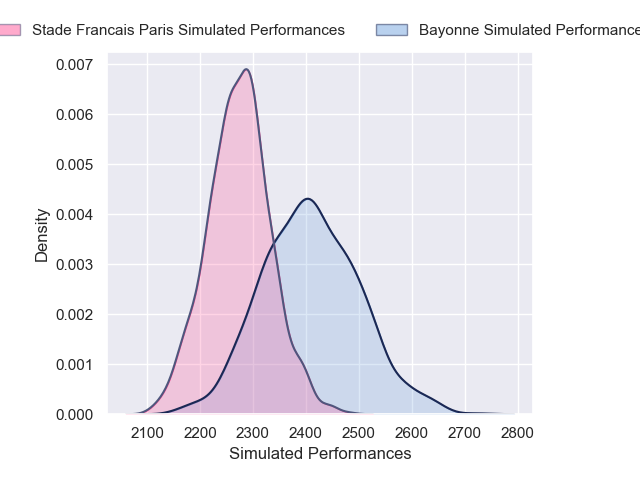 Stade Francais Paris Simulated Performances
Bayonne Simulated Performance
0.007
0.006
0.005
0.004
0.003
0.002
0.001
0.000
Density
2100 2200 2300 2400 2500 2600 2700 2800
Simulated Performances